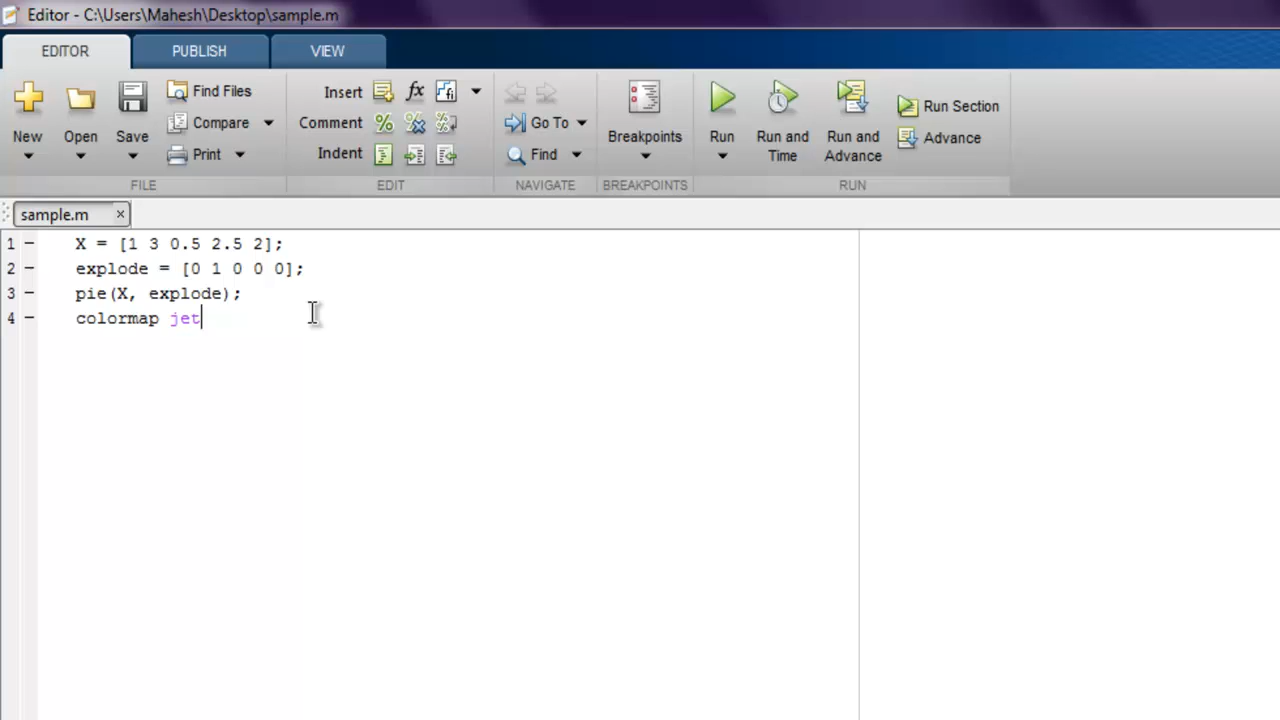 Editor - C:\Users\Mahesh\Desktop\sample.m
EDITOR PUBLISH VIEW
New
Open
Save
Find Files
Compare
Print
FILE
Insert
Comment
Indent
EDIT
Go To
Find
NAVIGATE
Breakpoints
BREAKPOINTS
Run
Run and
Time
Run and
Advance
Run Section
Advance
RUN
sample.m ×
1 – X = [1 3 0.5 2.5 2];
2 – explode = [0 1 0 0 0];
3 – pie(X, explode);
4 – colormap jet